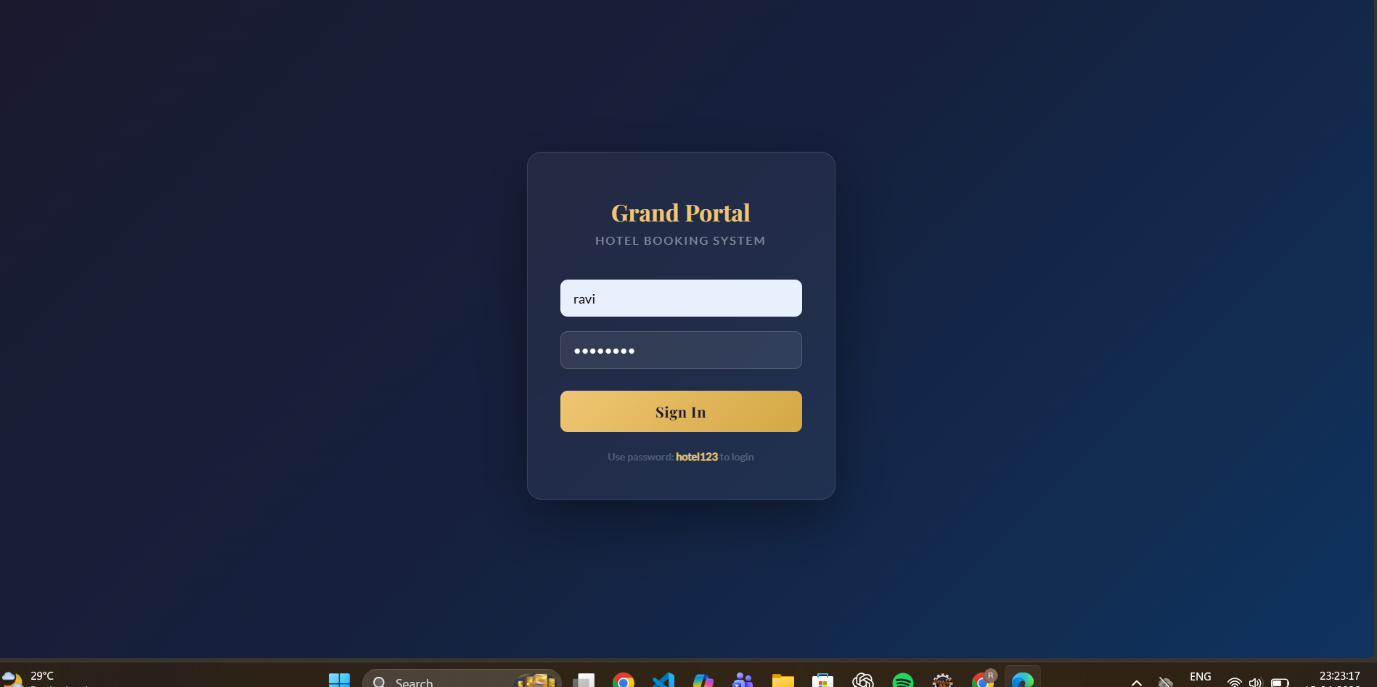 Grand Portal
HOTEL BOOKING SYSTEM
ravi
Sign In
Use password: hotel123 to login
29°C
Search
ENG
23:23:17